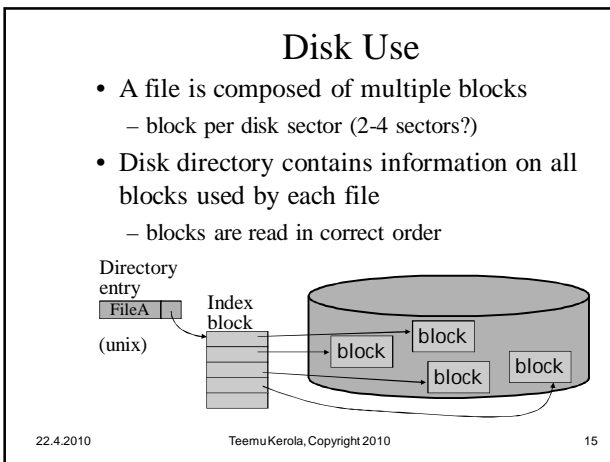 Disk Use
• A file is composed of multiple blocks
– block per disk sector (2-4 sectors?)
• Disk directory contains information on all
blocks used by each file
– blocks are read in correct order
Directory
entry
FileA
(unix)
Index
block
block
block
block
block
22.4.2010
Teemu Kerola, Copyright 2010
15